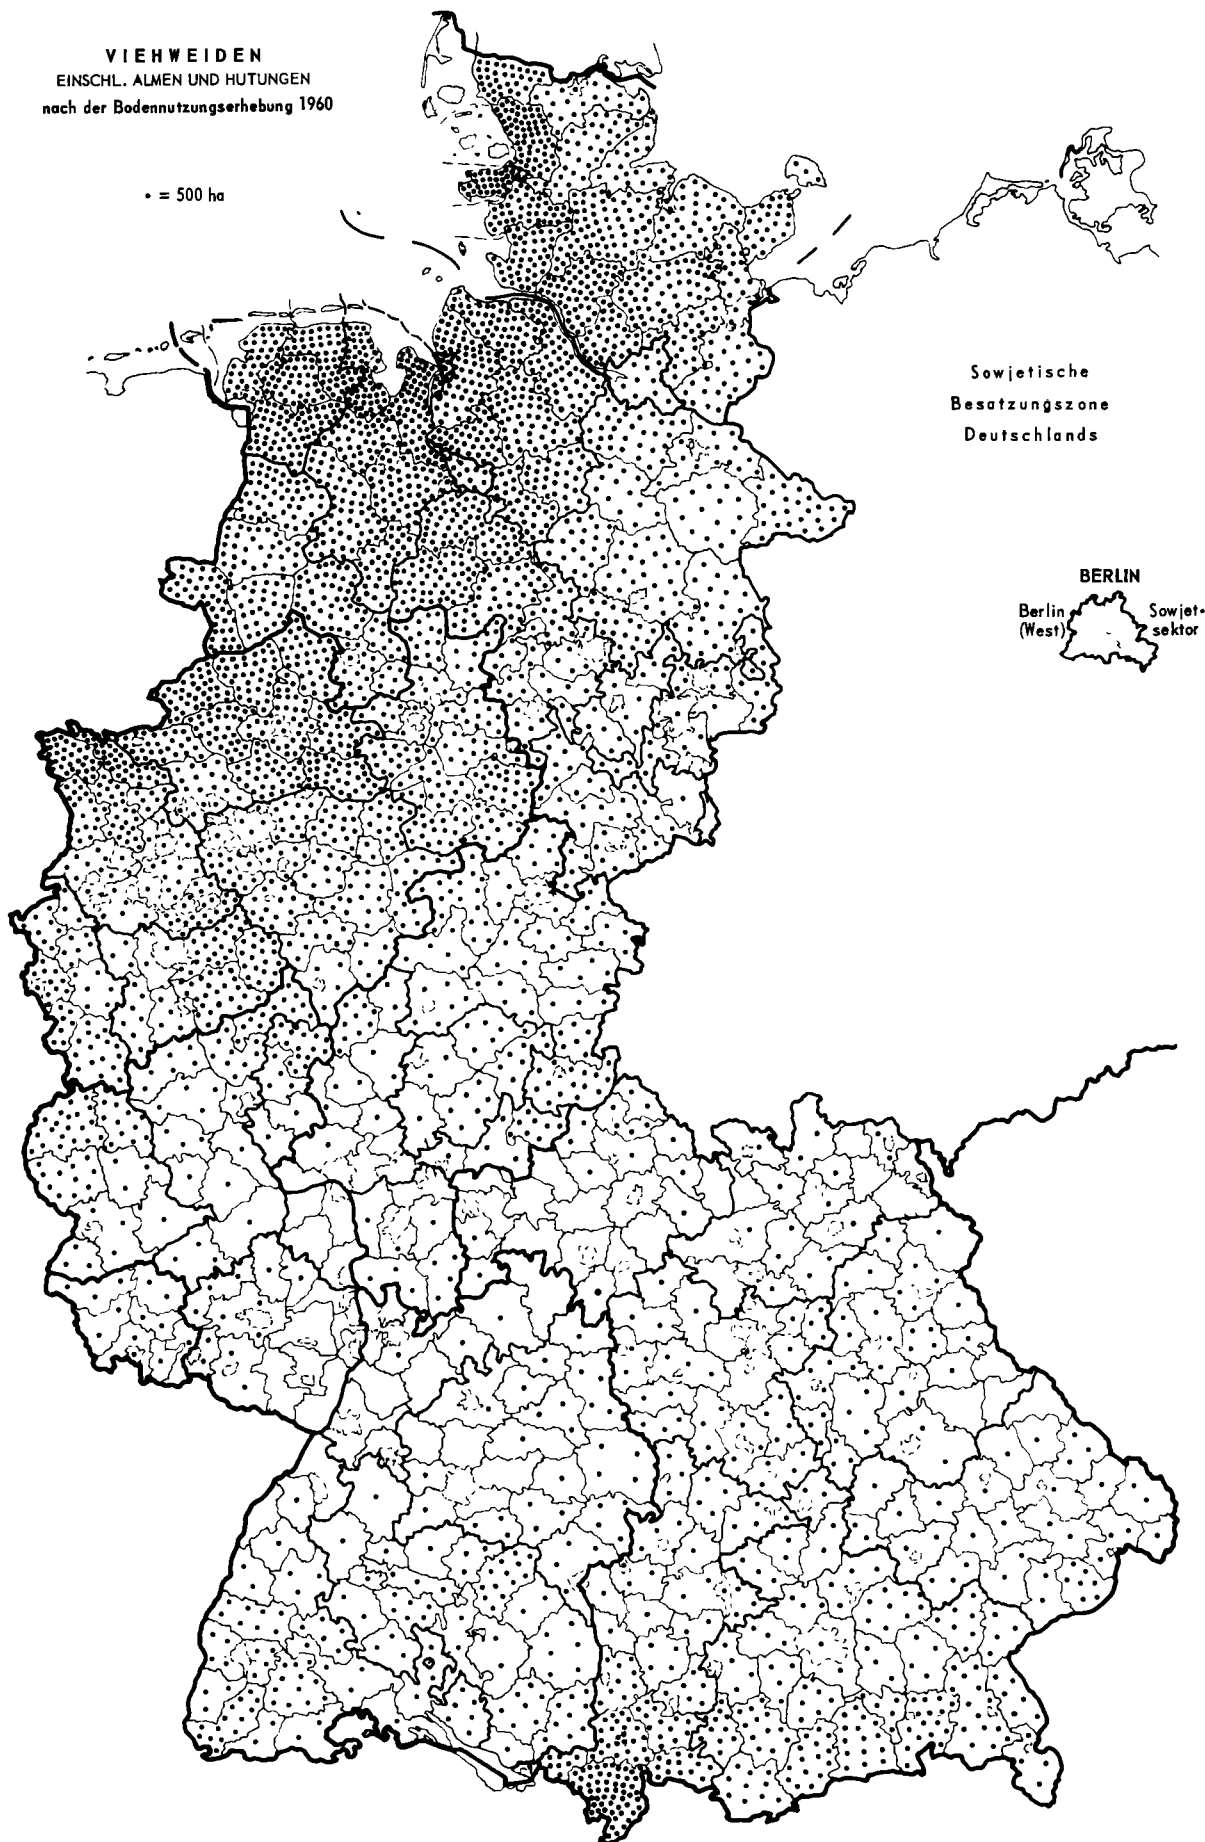 VIEHWEIDEN
EINSCHL. ALMEN UND HUTUNGEN
nach der Bodennutzungserhebung 1960
• = 500 ha
Sowjetische
Besatzungszone
Deutschlands
BERLIN
Berlin
(West)
Sowjet-
sektor